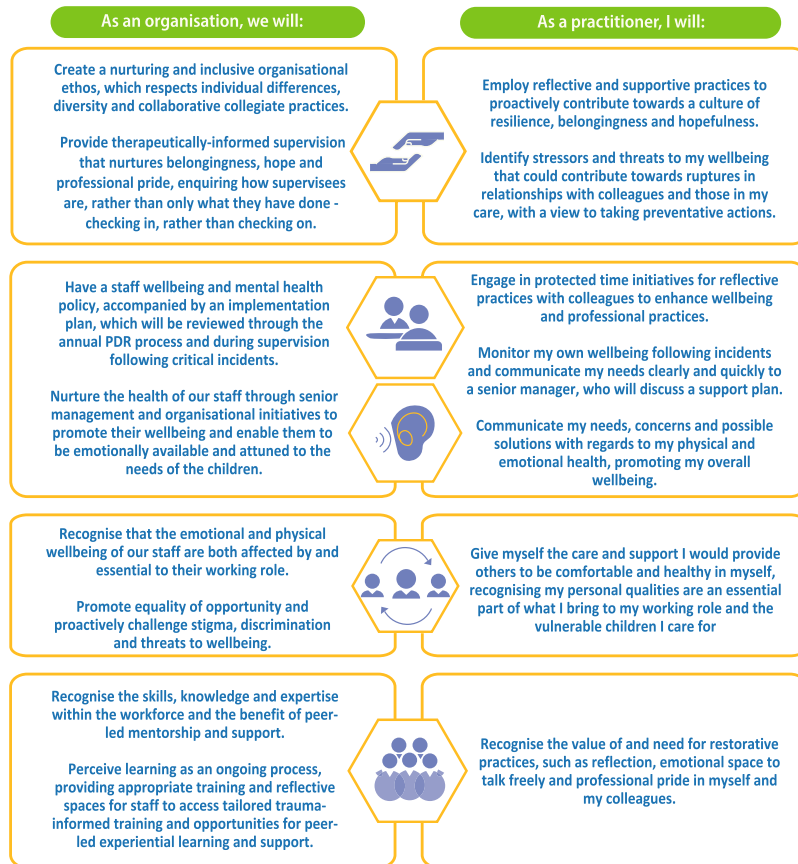 As an organisation, we will:
As a practitioner, I will:
Create a nurturing and inclusive organisational
ethos, which respects individual differences,
diversity and collaborative collegiate practices.
Provide therapeutically-informed supervision
that nurtures belongingness, hope and
professional pride, enquiring how supervisees
are, rather than only what they have done -
checking in, rather than checking on.
Employ reflective and supportive practices to
proactively contribute towards a culture of
resilience, belongingness and hopefulness.
Identify stressors and threats to my wellbeing
that could contribute towards ruptures in
relationships with colleagues and those in my
care, with a view to taking preventative actions.
Have a staff wellbeing and mental health
policy, accompanied by an implementation
plan, which will be reviewed through the
annual PDR process and during supervision
following critical incidents.
Nurture the health of our staff through senior
management and organisational initiatives to
promote their wellbeing and enable them to
be emotionally available and attuned to the
needs of the children.
Engage in protected time initiatives for reflective
practices with colleagues to enhance wellbeing
and professional practices.
Monitor my own wellbeing following incidents
and communicate my needs clearly and quickly to
a senior manager, who will discuss a support plan.
Communicate my needs, concerns and possible
solutions with regards to my physical and
emotional health, promoting my overall
wellbeing.
Recognise that the emotional and physical
wellbeing of our staff are both affected by and
essential to their working role.
Promote equality of opportunity and
proactively challenge stigma, discrimination
and threats to wellbeing.
Give myself the care and support I would provide
others to be comfortable and healthy in myself,
recognising my personal qualities are an essential
part of what I bring to my working role and the
vulnerable children I care for
Recognise the skills, knowledge and expertise
within the workforce and the benefit of peer-
led mentorship and support.
Perceive learning as an ongoing process,
providing appropriate training and reflective
spaces for staff to access tailored trauma-
informed training and opportunities for peer-
led experiential learning and support.
Recognise the value of and need for restorative
practices, such as reflection, emotional space to
talk freely and professional pride in myself and
my colleagues.